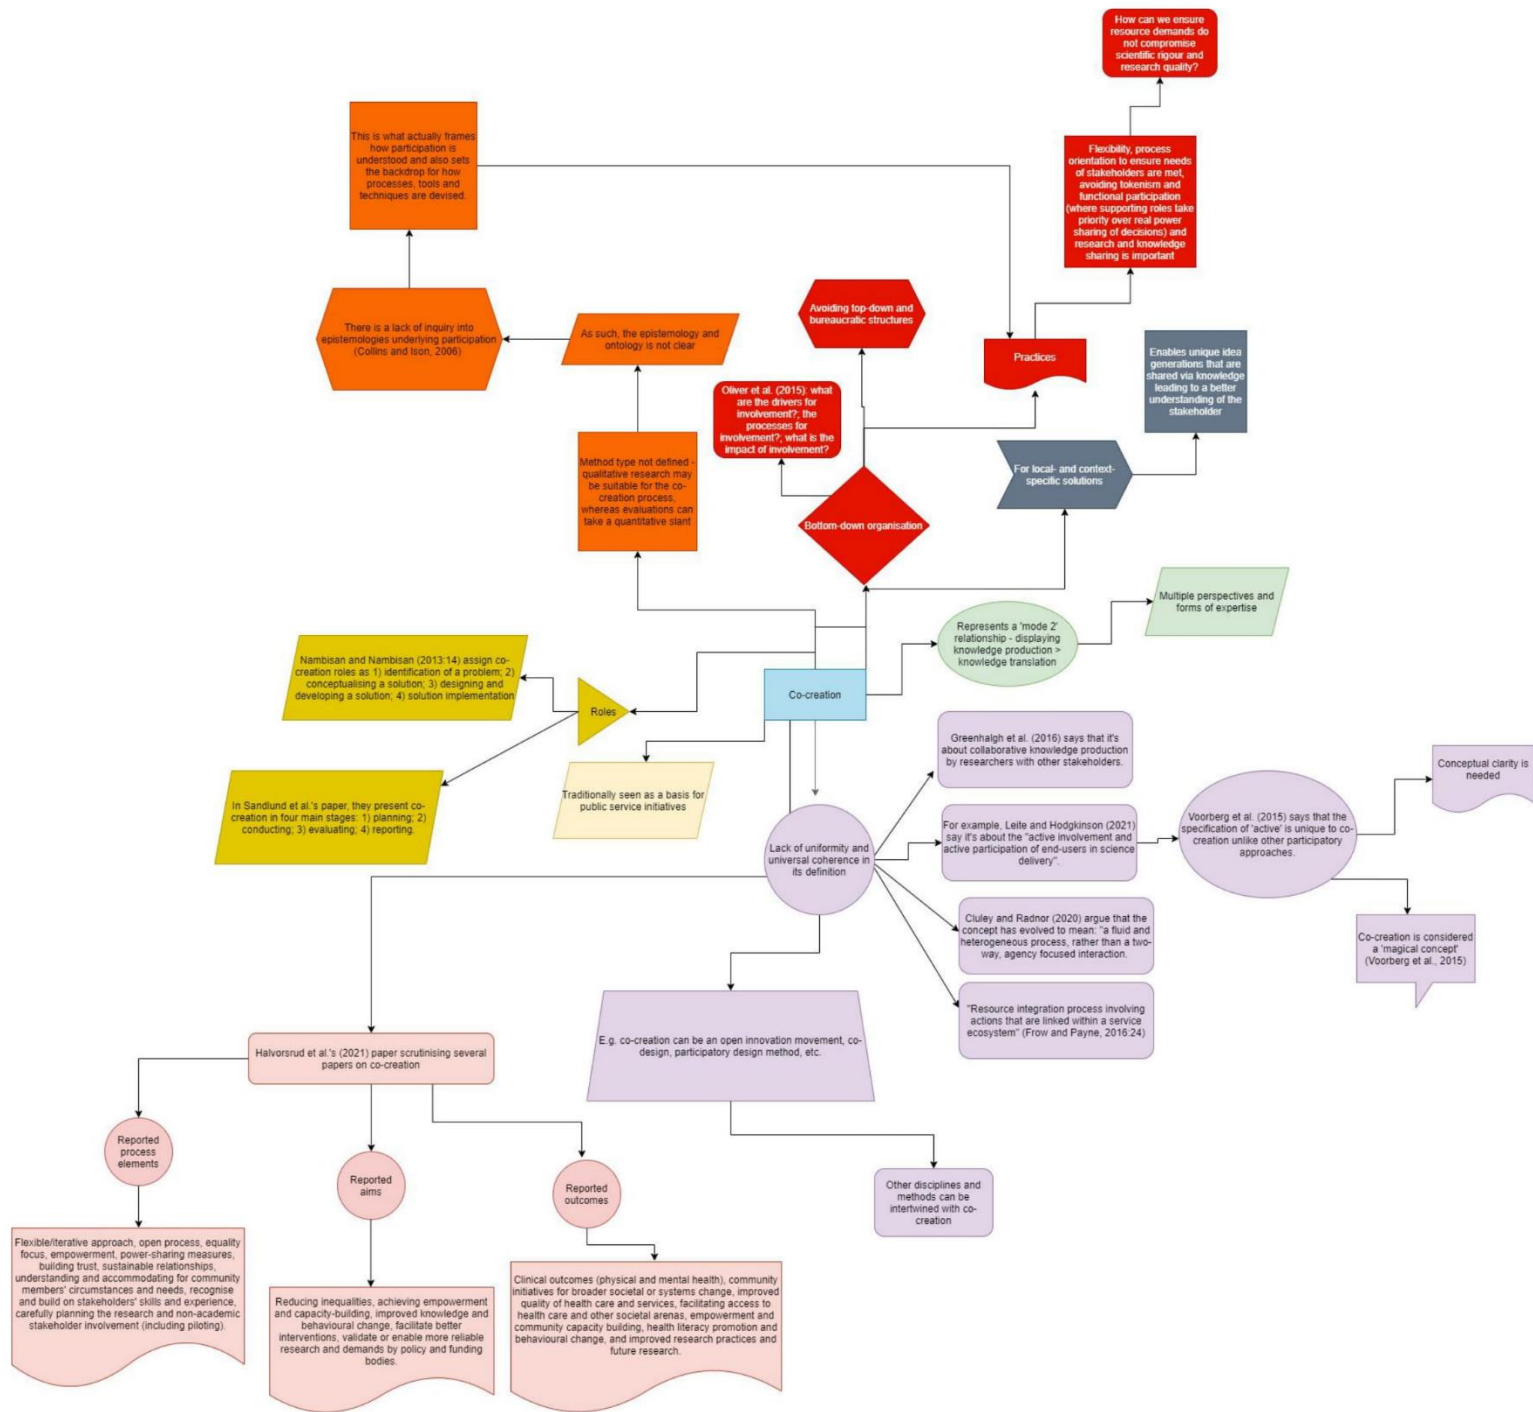 How can we ensure
resource demands do
not compromise
scientific rigour and
research quality?
This is what actually frames
how participation is
understood and also sets
the backdrop for how
processes, tools and
techniques are devised.
Flexibility, process
orientation to ensure needs
of stakeholders are met,
avoiding tokenism and
functional participation
(where supporting roles take
priority over real power
sharing of decisions) and
research and knowledge
sharing is important
There is a lack of inquiry into
epistemologies underlying participation
(Collins and Ison, 2006)
As such, the epistemology and
ontology is not clear
Avoiding top-down and
bureaucratic structures
Practices
Enables unique idea
generations that are
shared via knowledge
leading to a better
understanding of the
stakeholder
Oliver et al. (2015): what
are the drivers for
involvement?; the
processes for
involvement?; what is the
impact of involvement?
Method type not defined -
qualitative research may
be suitable for the co-
creation process,
whereas evaluations can
take a quantitative slant
For local- and context-
specific solutions
Bottom-down organisation
Multiple perspectives and
forms of expertise
Represents a 'mode 2'
relationship - displaying
knowledge production >
knowledge translation
Nambisan and Nambisan (2013:14) assign co-
creation roles as 1) identification of a problem; 2)
conceptualising a solution; 3) designing and
developing a solution; 4) solution implementation
Roles
Co-creation
In Sandlund et al.'s paper, they present co-
creation in four main stages: 1) planning; 2)
conducting; 3) evaluating; 4) reporting.
Traditionally seen as a basis for
public service initiatives
Greenhalgh et al. (2016) says that it's
about collaborative knowledge production
by researchers with other stakeholders.
Conceptual clarity is
needed
Lack of uniformity and
universal coherence in
its definition
For example, Leite and Hodgkinson (2021)
say it's about the "active involvement and
active participation of end-users in science
delivery".
Voorberg et al. (2015) says that the
specification of 'active' is unique to co-
creation unlike other participatory
approaches.
Cluley and Radnor (2020) argue that the
concept has evolved to mean: "a fluid and
heterogeneous process, rather than a two-
way, agency focused interaction.
Co-creation is considered
a 'magical concept'
(Voorberg et al., 2015)
"Resource integration process involving
actions that are linked within a service
ecosystem" (Frow and Payne, 2016:24)
E.g. co-creation can be an open innovation movement, co-
design, participatory design method, etc.
Halvorsrud et al.'s (2021) paper scrutinising several
papers on co-creation
Reported
process
elements
Reported
aims
Reported
outcomes
Other disciplines and
methods can be
intertwined with co-
creation
Flexible/iterative approach, open process, equality
focus, empowerment, power-sharing measures,
building trust, sustainable relationships,
understanding and accommodating for community
members' circumstances and needs, recognise
and build on stakeholders' skills and experience,
carefully planning the research and non-academic
stakeholder involvement (including piloting).
Reducing inequalities, achieving empowerment
and capacity-building, improved knowledge and
behavioural change, facilitate better
interventions, validate or enable more reliable
research and demands by policy and funding
bodies.
Clinical outcomes (physical and mental health), community
initiatives for broader societal or systems change, improved
quality of health care and services, facilitating access to
health care and other societal arenas, empowerment and
community capacity building, health literacy promotion and
behavioural change, and improved research practices and
future research.